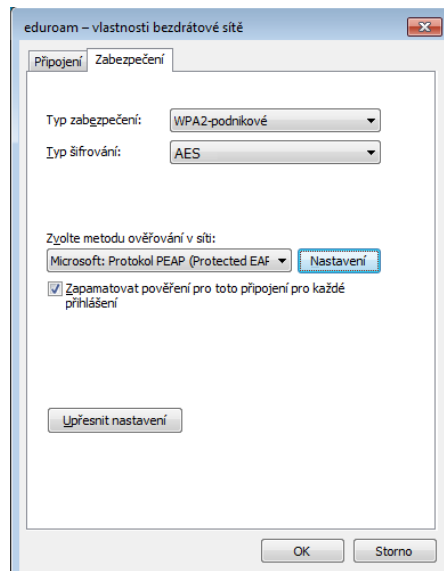 eduroam – vlastnosti bezdrátové sítě
Připojení Zabezpečení
Typ zabezpečení: WPA2-podnikové
Typ šifrování: AES
Zvolte metodu ověřování v síti:
Microsoft: Protokol PEAP (Protected EAP Nastavení
Zapamatovat pověření pro toto připojení pro každé
přihlášení
Upřesnit nastavení
OK Storno